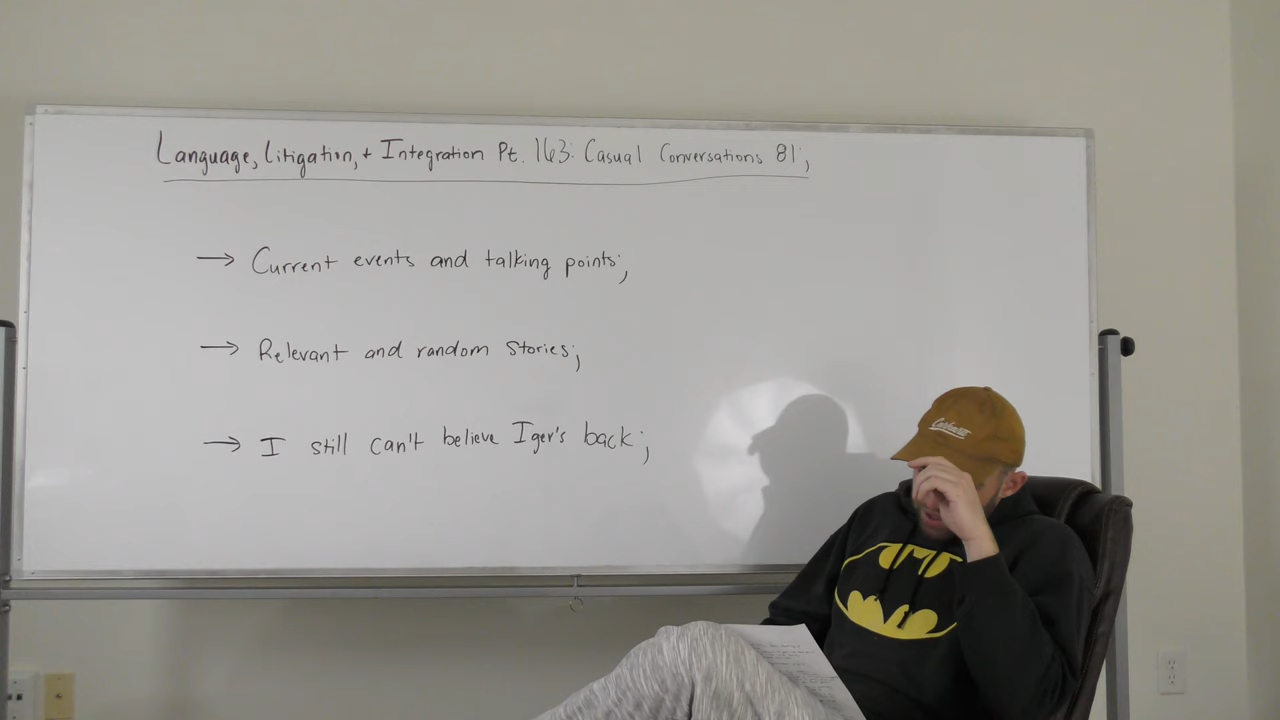 Language, Litigation, + Integration Pt. 163: Casual Conversations 81;
→ Current events and talking points;
→ Relevant and random stories;
→ I still can't believe Iger's back;
Carhartt